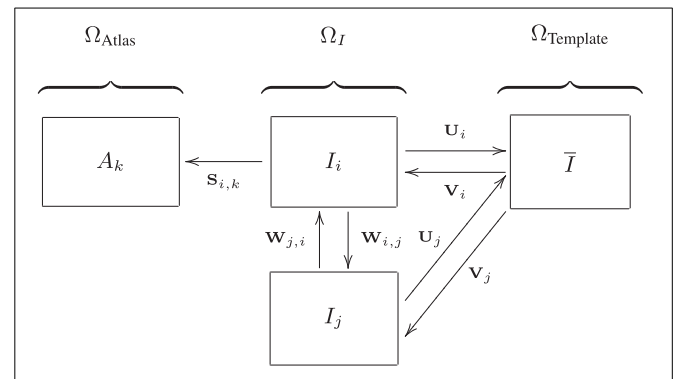 Ω_Atlas Ω_I Ω_Template
A_k I_i U_i Ī
S_{i,k} V_i
W_{j,i} W_{i,j} U_j
V_j
I_j